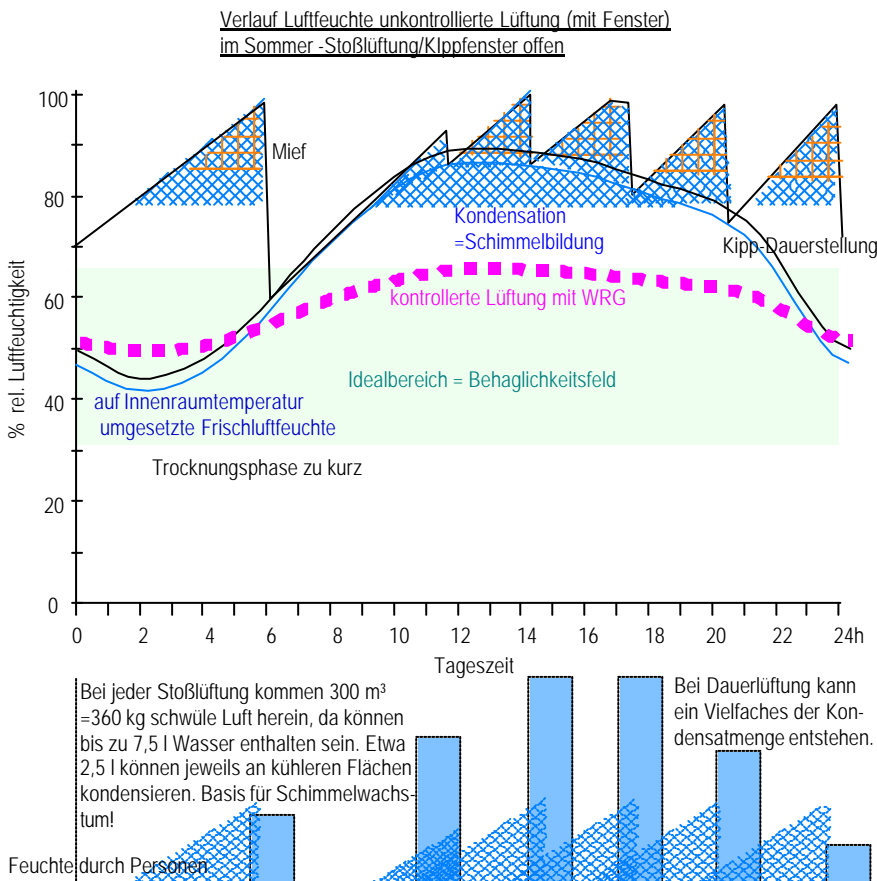 Verlauf Luftfeuchte unkontrollierte Lüftung (mit Fenster)
im Sommer -Stoßlüftung/KIppfenster offen
% rel. Luftfeuchtigkeit
100
80
60
40
20
0
Mief
Kondensation
=Schimmelbildung
Kipp-Dauerstellung
kontrollerte Lüftung mit WRG
Idealbereich = Behaglichkeitsfeld
auf Innenraumtemperatur
umgesetzte Frischluftfeuchte
Trocknungsphase zu kurz
0 2 4 6 8 10 12 14 16 18 20 22 24h
Tageszeit
Bei jeder Stoßlüftung kommen 300 m³
=360 kg schwüle Luft herein, da können
bis zu 7,5 l Wasser enthalten sein. Etwa
2,5 l können jeweils an kühleren Flächen
kondensieren. Basis für Schimmelwachs-
tum!
Bei Dauerlüftung kann
ein Vielfaches der Kon-
densatmenge entstehen.
Feuchte durch Personen